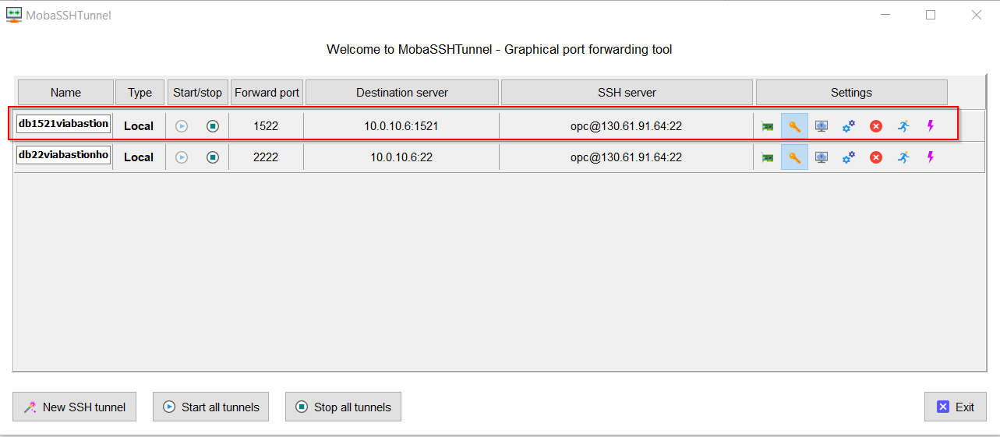 MobaSSHTunnel
Welcome to MobaSSHTunnel - Graphical port forwarding tool
Name Type Start/stop Forward port Destination server SSH server Settings
db1521viabastion Local 1522 10.0.10.6:1521 opc@130.61.91.64:22
db22viabastionho Local 2222 10.0.10.6:22 opc@130.61.91.64:22
New SSH tunnel Start all tunnels Stop all tunnels Exit